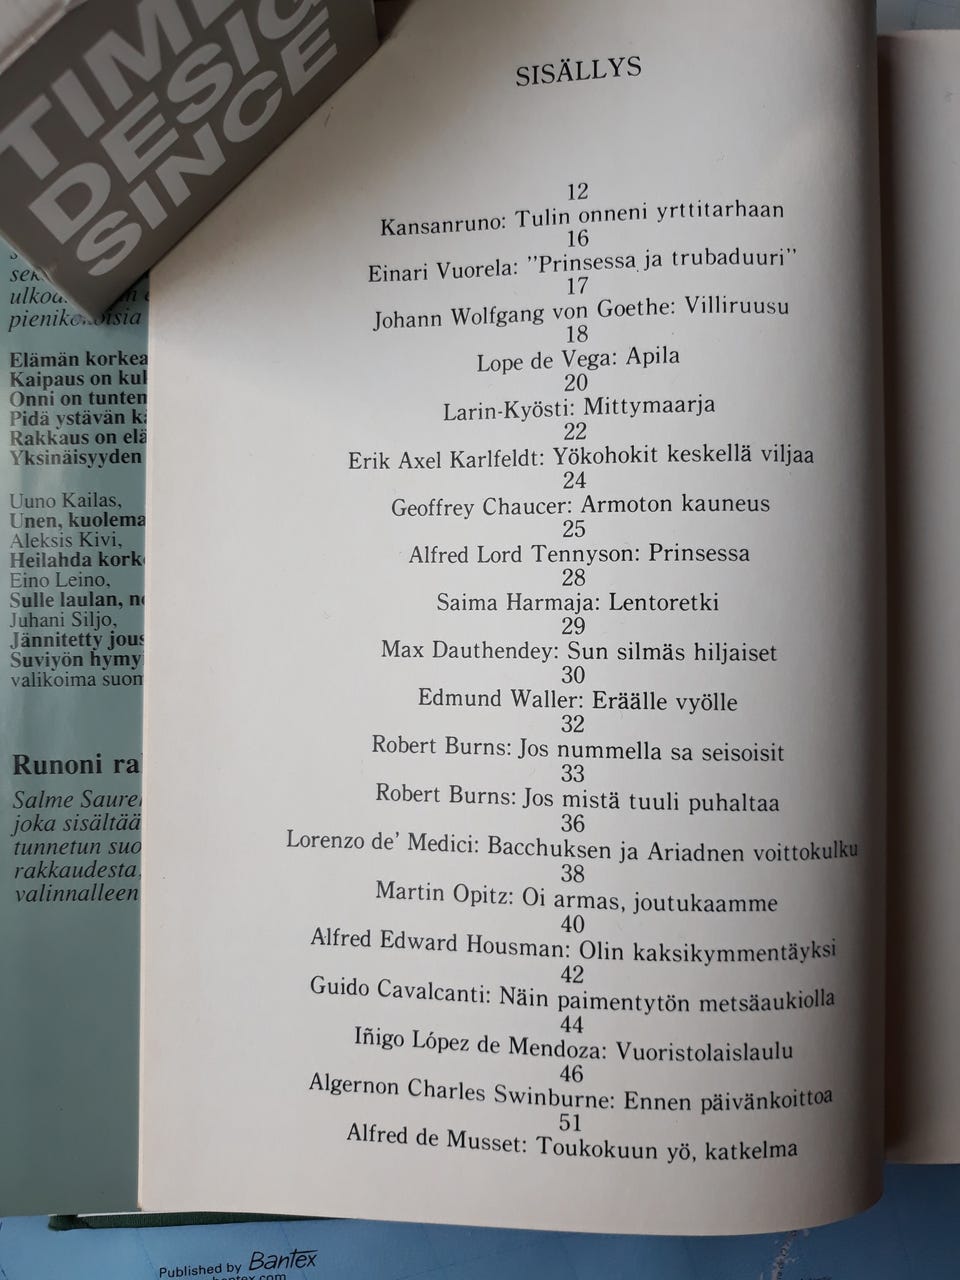 TIME
DESIG
SINCE
SISÄLLYS
12
Kansanruno: Tulin onneni yrttitarhaan
16
Einari Vuorela: "Prinsessa ja trubaduuri"
17
Johann Wolfgang von Goethe: Villiruusu
18
Lope de Vega: Apila
20
Larin-Kyösti: Mittymaarja
22
Erik Axel Karlfeldt: Yökohokit keskellä viljaa
24
Geoffrey Chaucer: Armoton kauneus
25
Alfred Lord Tennyson: Prinsessa
28
Saima Harmaja: Lentoretki
29
Max Dauthendey: Sun silmäs hiljaiset
30
Edmund Waller: Eräälle vyölle
32
Robert Burns: Jos nummella sa seisoisit
33
Robert Burns: Jos mistä tuuli puhaltaa
36
Lorenzo de' Medici: Bacchuksen ja Ariadnen voittokulku
38
Martin Opitz: Oi armas, joutukaamme
40
Alfred Edward Housman: Olin kaksikymmentäyksi
42
Guido Cavalcanti: Näin paimentytön metsäaukiolla
44
Iñigo López de Mendoza: Vuoristolaislaulu
46
Algernon Charles Swinburne: Ennen päivänkoittoa
51
Alfred de Musset: Toukokuun yö, katkelma
pienikokoisia
Elämän korkea
Kaipaus on kul
Onni on tunten
Pidä ystävän k
Rakkaus on elä
Yksinäisyyden
Uuno Kailas,
Unen, kuolema
Aleksis Kivi,
Heilahda kork
Eino Leino,
Sulle laulan, n
Juhani Siljo,
Jännitetty jous
Suviyön hymy
valikoima suon
Runoni ra
Salme Saure
joka sisältää
tunnetun suo
rakkaudesta
valinnalleen
Published by Bantex
bantex.com